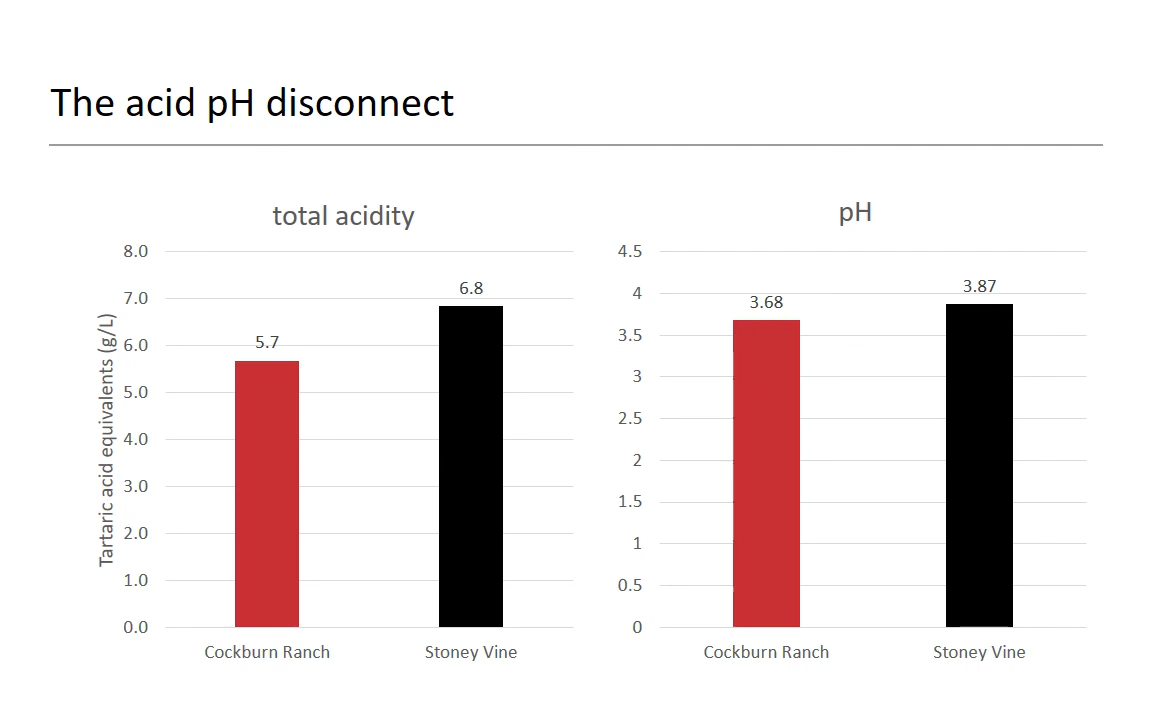 The acid pH disconnect
total acidity
Tartaric acid equivalents (g/L)
8.0
7.0
6.0
5.0
4.0
3.0
2.0
1.0
0.0
5.7
6.8
Cockburn Ranch
Stoney Vine
pH
4.5
4
3.5
3
2.5
2
1.5
1
0.5
0
3.68
3.87
Cockburn Ranch
Stoney Vine